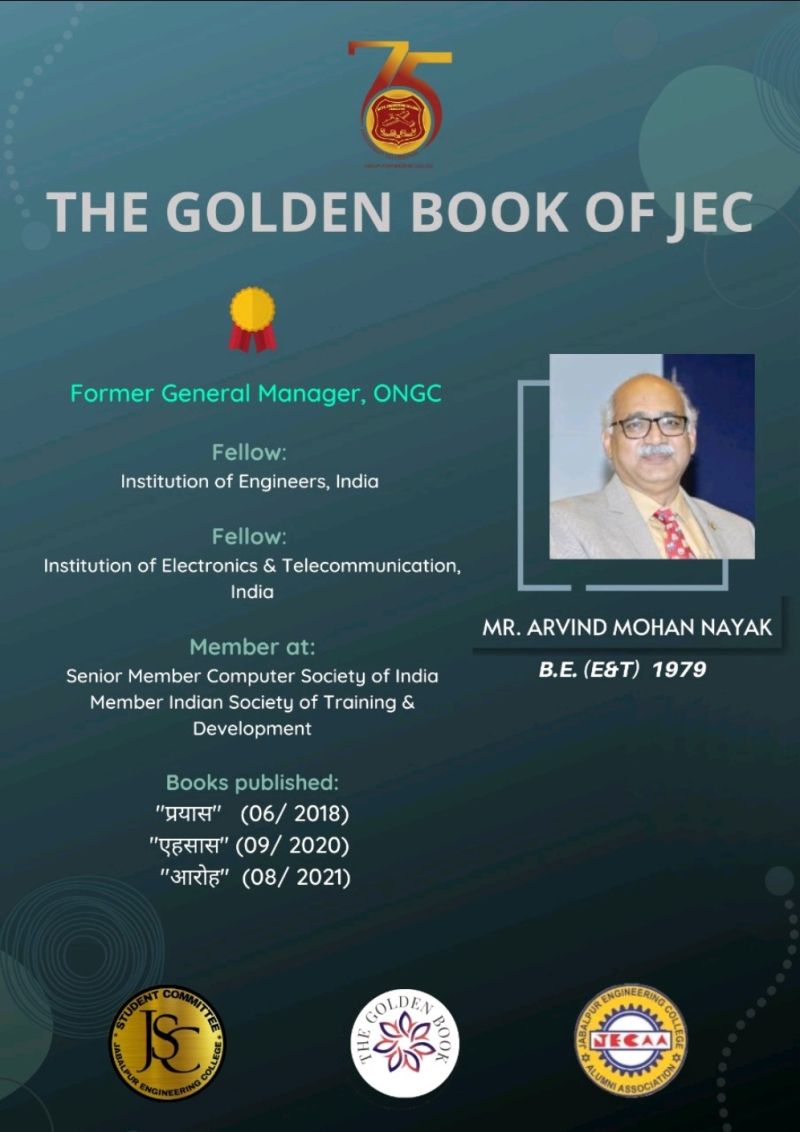 75
THE GOLDEN BOOK OF JEC
Former General Manager, ONGC
Fellow:
Institution of Engineers, India
Fellow:
Institution of Electronics & Telecommunication,
India
Member at:
Senior Member Computer Society of India
Member Indian Society of Training &
Development
Books published:
"प्रयास" (06/ 2018)
"एहसास" (09/ 2020)
"आरोह" (08/ 2021)
MR. ARVIND MOHAN NAYAK
B.E. (E&T) 1979
STUDENT COMMITTEE
JSC
JABALPUR ENGINEERING COLLEGE
THE GOLDEN BOOK
JABALPUR ENGINEERING COLLEGE
JECAA
ALUMNI ASSOCIATION